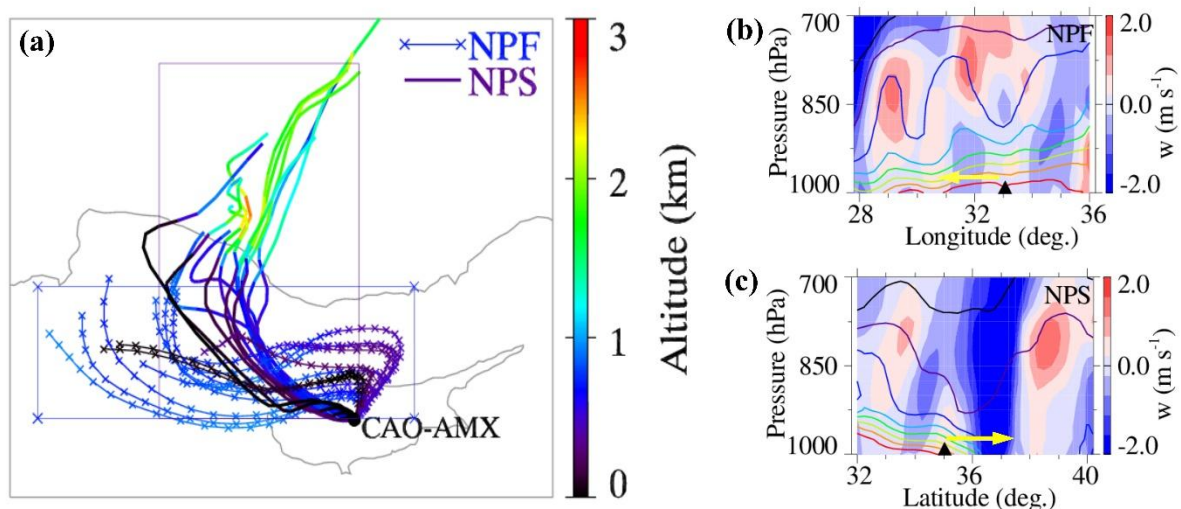 (a)
NPF
NPS
3
2
1
0
Altitude (km)
CAO-AMX
(b)
NPF
700
850
1000
Pressure (hPa)
28 30 32 34 36
Longitude (deg.)
2.0
0.0
-2.0
w (m s-1)
(c)
NPS
700
850
1000
Pressure (hPa)
32 36 40
Latitude (deg.)
2.0
0.0
-2.0
w (m s-1)